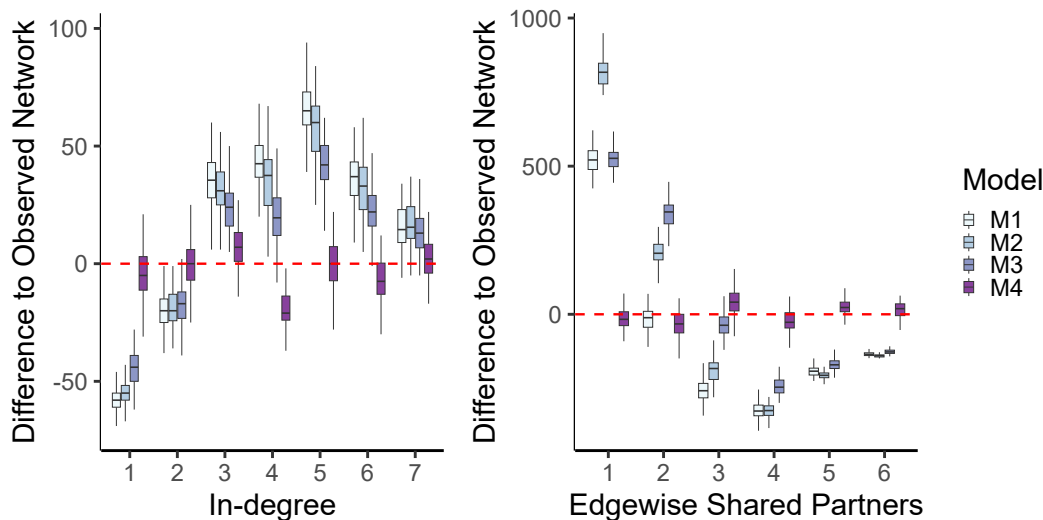 Difference to Observed Network
100
50
0
-50
1 2 3 4 5 6 7
In-degree
Difference to Observed Network
1000
500
0
1 2 3 4 5 6
Edgewise Shared Partners
Model
M1
M2
M3
M4